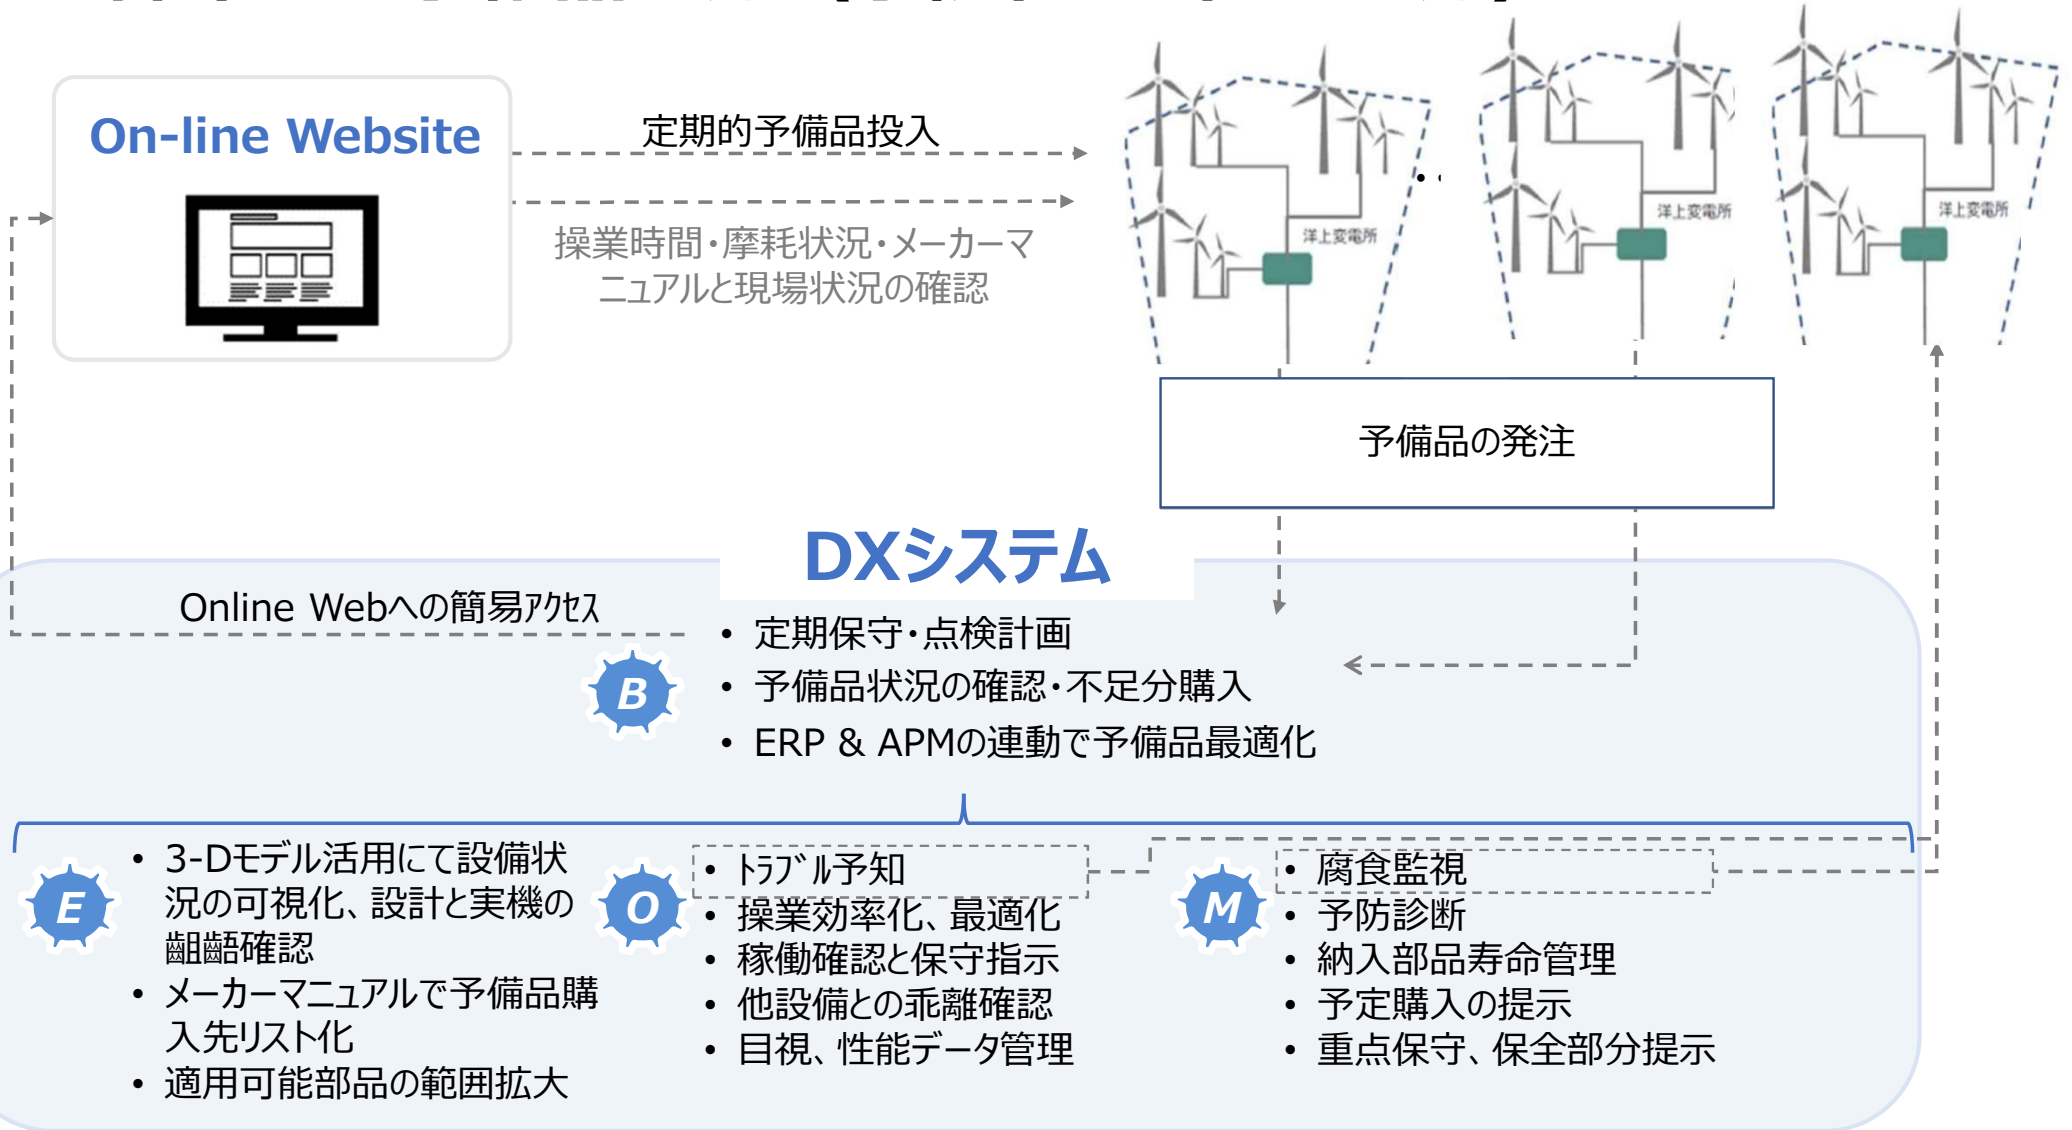 On-line Website
定期的予備品投入
操業時間・摩耗状況・メーカーマ
ニュアルと現場状況の確認
‥
洋上変電所
洋上変電所
洋上変電所
予備品の発注
DXシステム
Online Webへの簡易ｱｸｾｽ
B
• 定期保守・点検計画
• 予備品状況の確認・不足分購入
• ERP & APMの連動で予備品最適化
E
• 3-Dモデル活用にて設備状
況の可視化、設計と実機の
齟齬確認
• メーカーマニュアルで予備品購
入先リスト化
• 適用可能部品の範囲拡大
O
• ﾄﾗﾌﾞﾙ予知
• 操業効率化、最適化
• 稼働確認と保守指示
• 他設備との乖離確認
• 目視、性能データ管理
M
• 腐食監視
• 予防診断
• 納入部品寿命管理
• 予定購入の提示
• 重点保守、保全部分提示